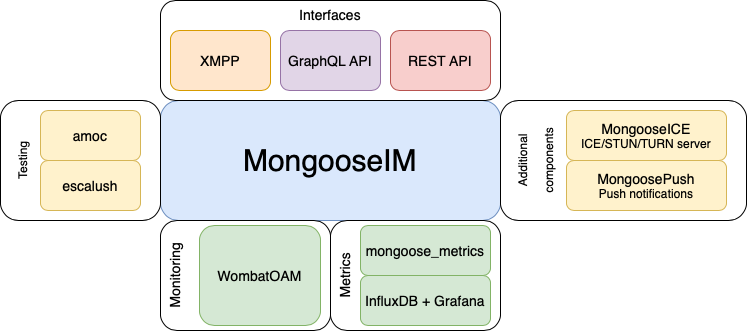 Interfaces
XMPP
GraphQL API
REST API
Testing
amoc
escalush
MongooseIM
Additional
components
MongooseICE
ICE/STUN/TURN server
MongoosePush
Push notifications
Monitoring
WombatOAM
Metrics
mongoose_metrics
InfluxDB + Grafana